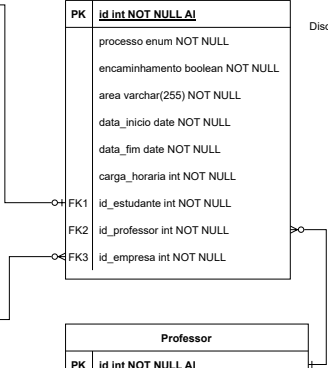 PK id int NOT NULL AI
processo enum NOT NULL
Disc
encaminhamento boolean NOT NULL
area varchar(255) NOT NULL
data_inicio date NOT NULL
data_fim date NOT NULL
carga_horaria int NOT NULL
FK1 id_estudante int NOT NULL
FK2 id_professor int NOT NULL
FK3 id_empresa int NOT NULL
Professor
PK id int NOT NULL AI